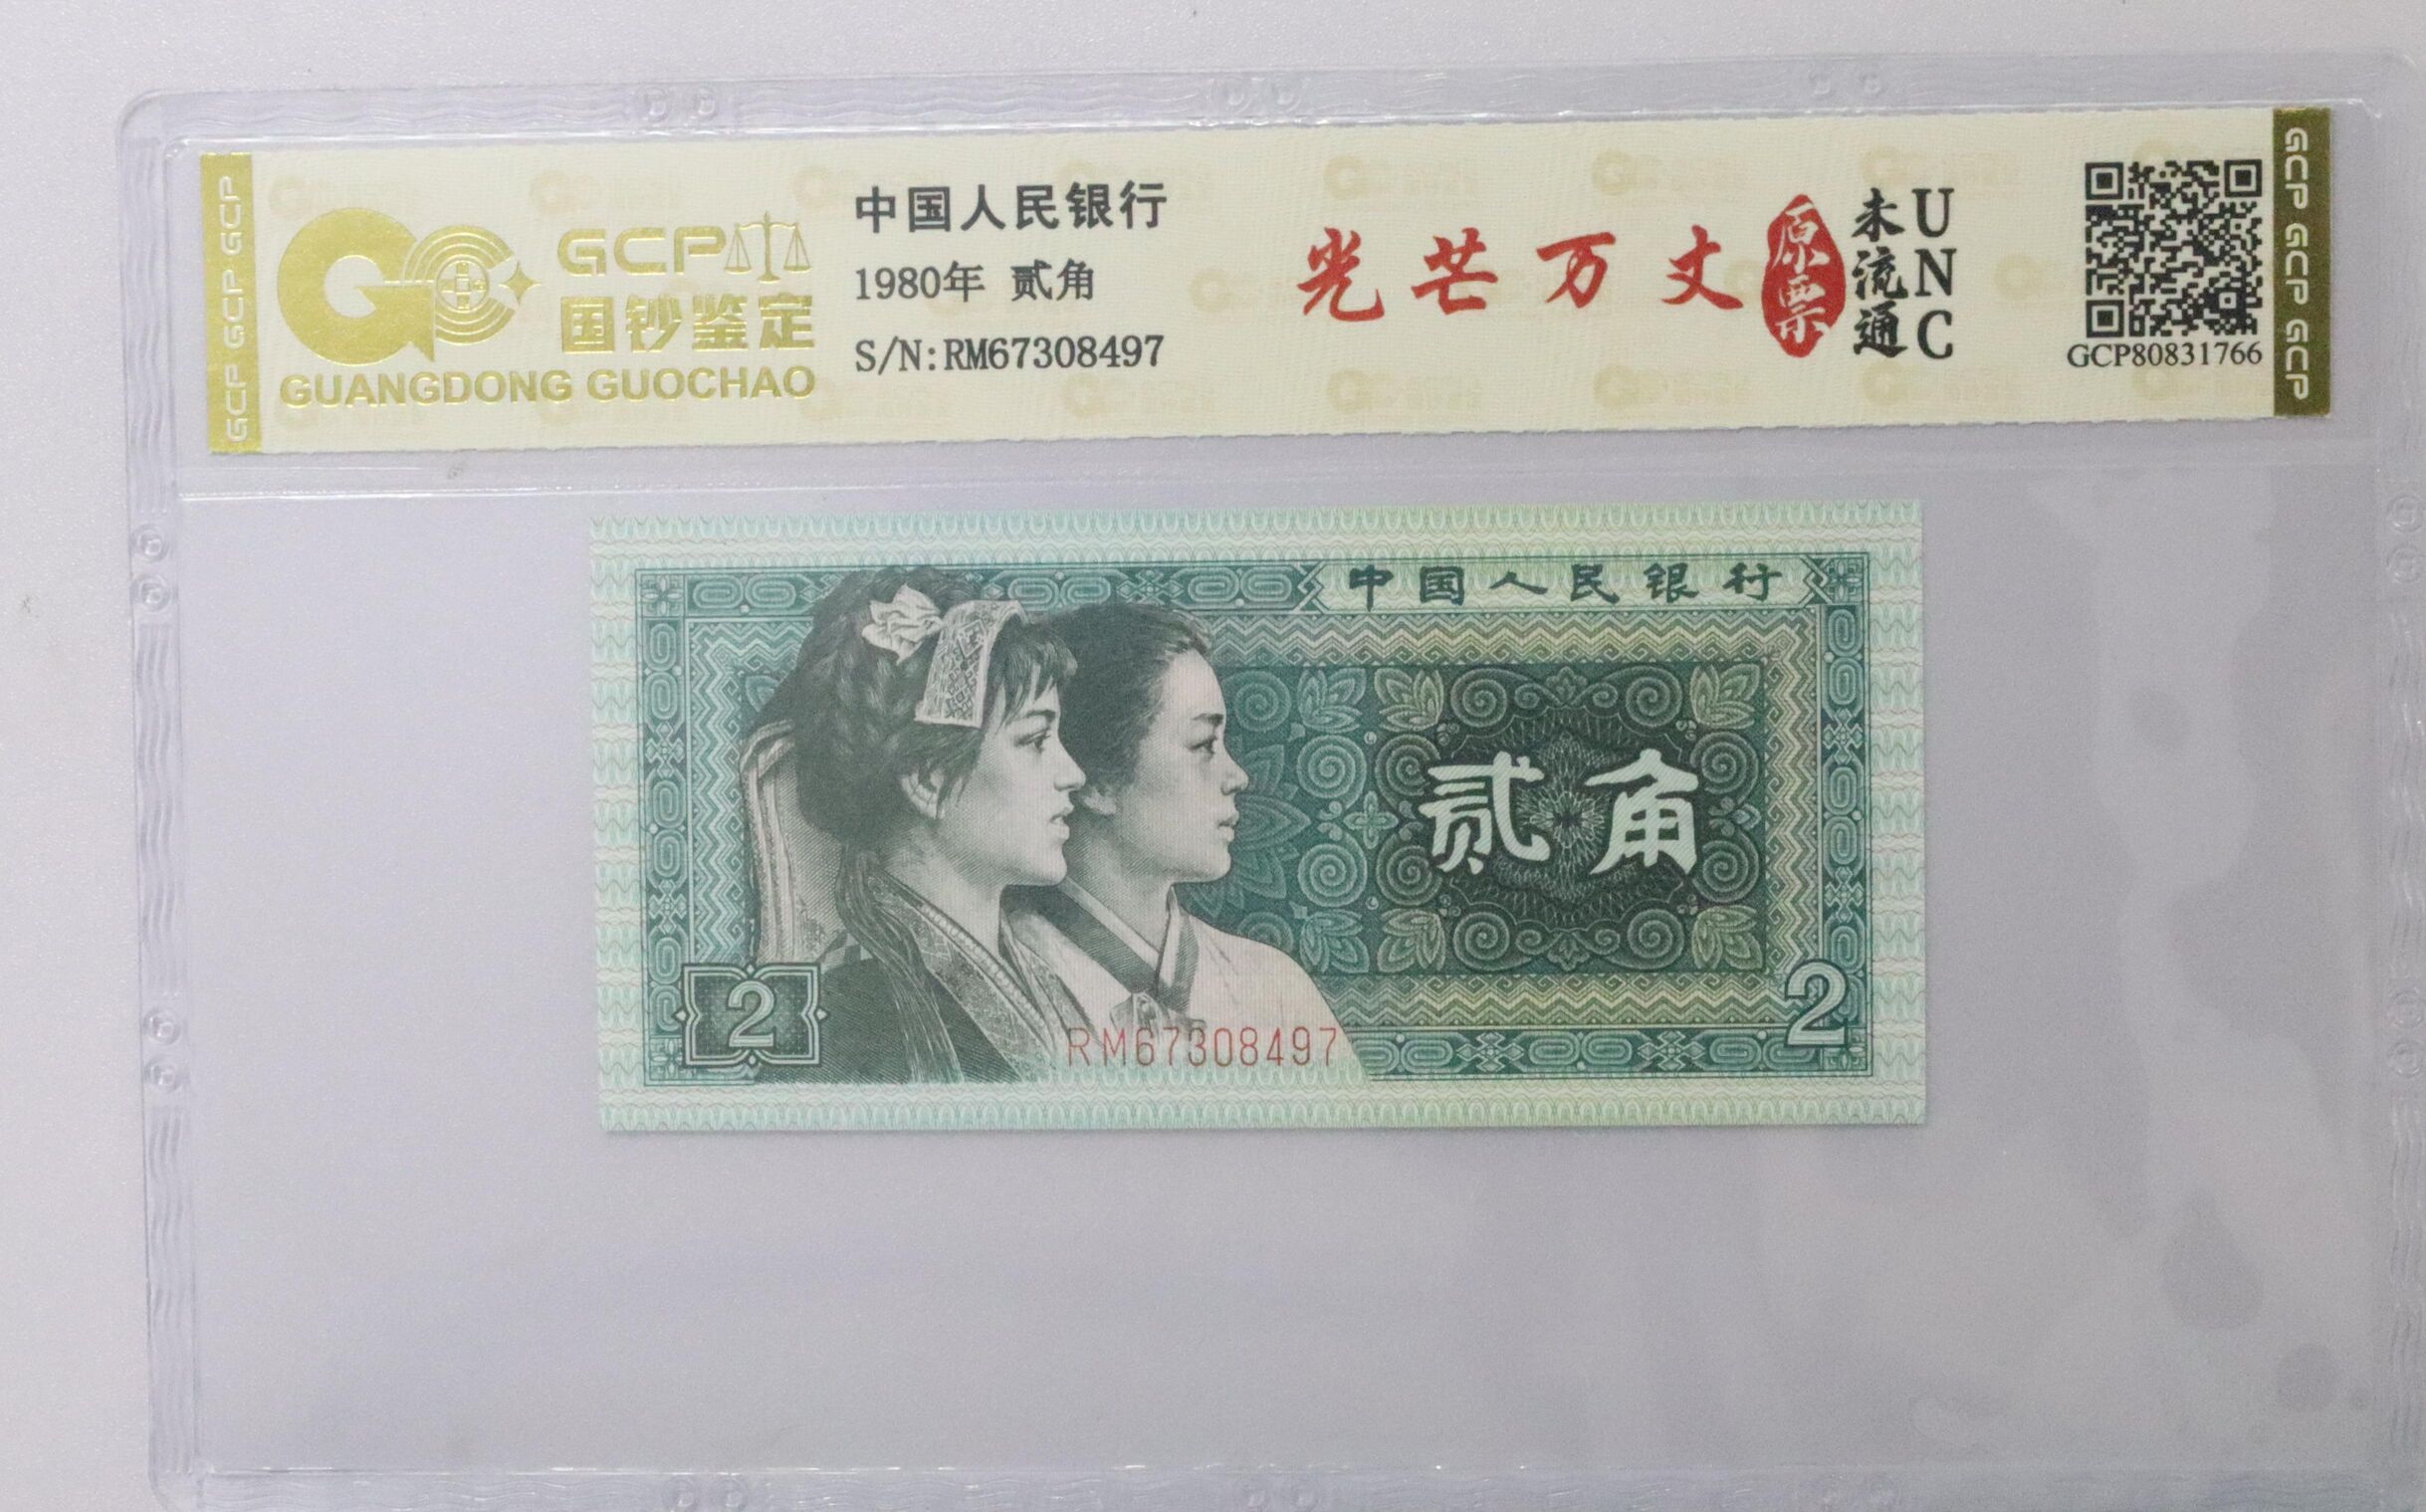 GCP GCP GCP
GCP
国钞鉴定
GUANGDONG GUOCHAO
中国人民银行
1980年 贰角
S/N:RM67308497
光芒万丈
原票
未流通
UNC
GCP80831766
GCP GCP GCP
中国人民银行
贰角
2
2
RM67308497